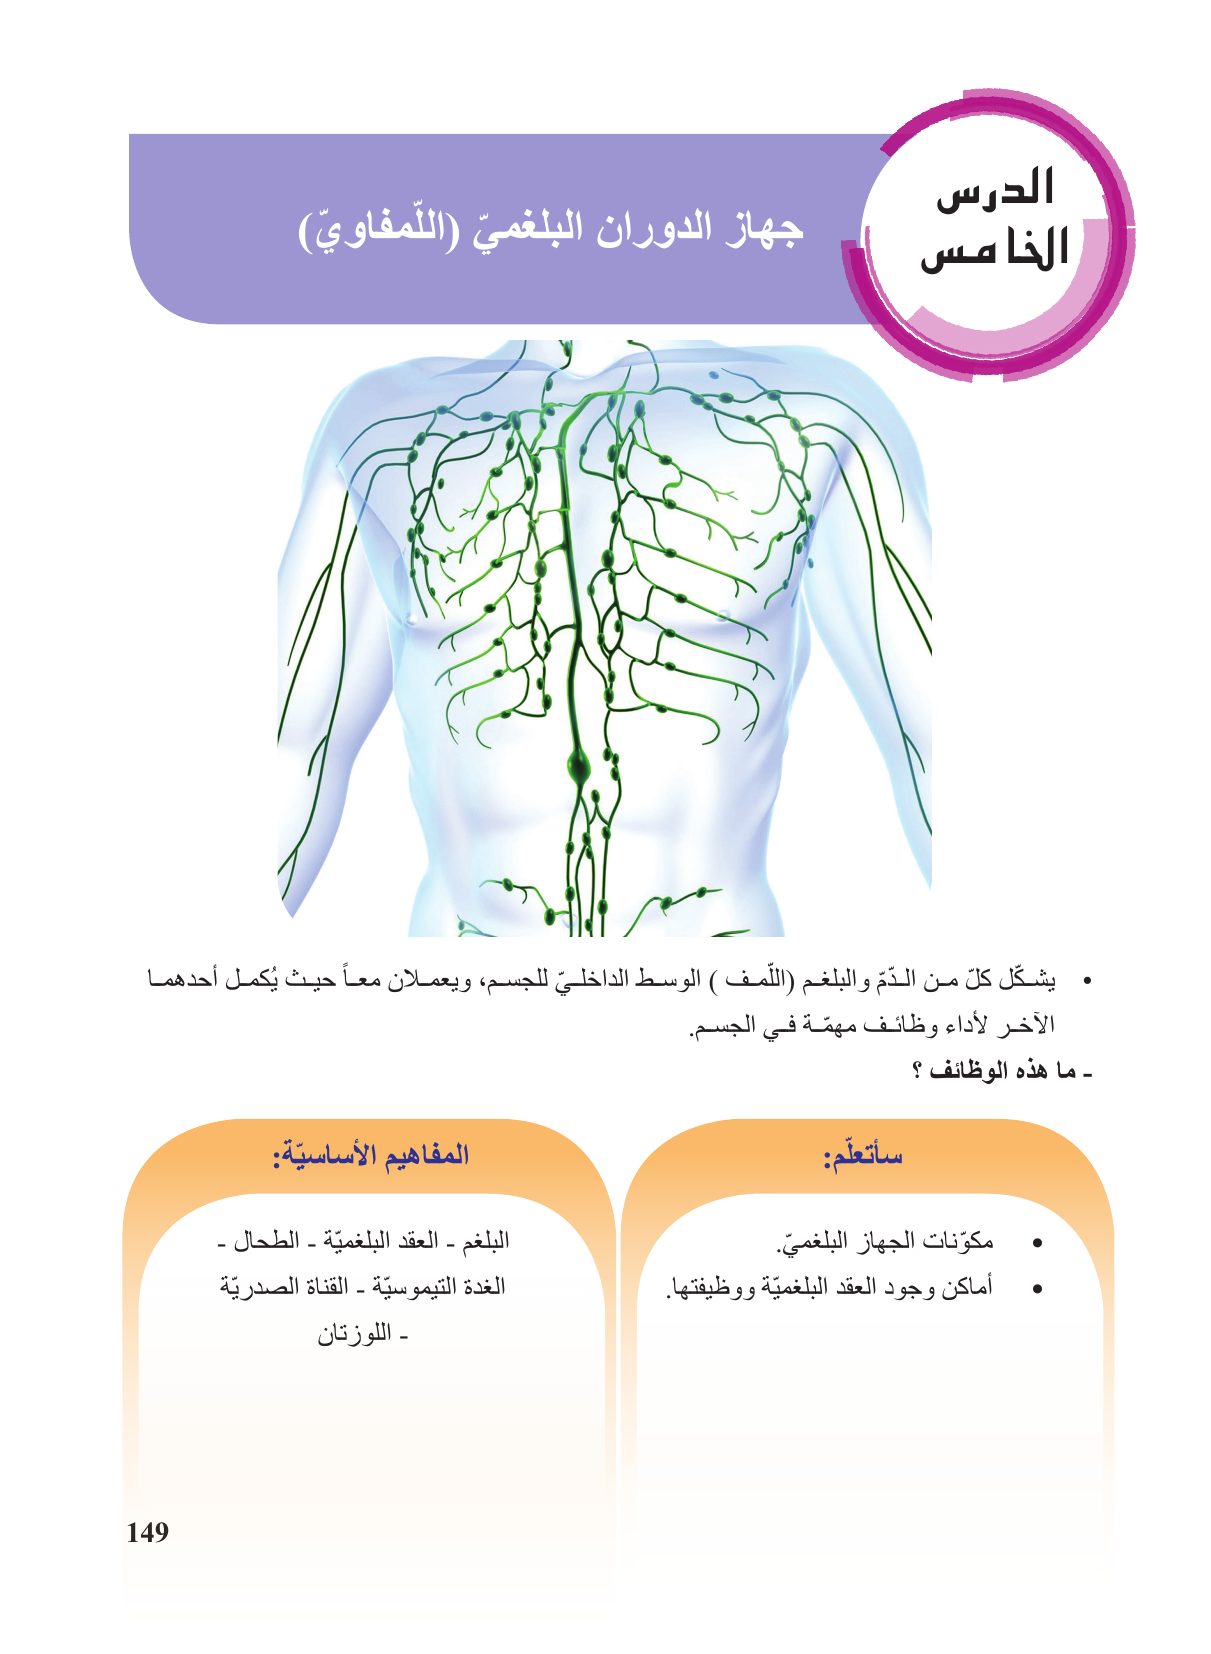 الدرس
الخامس
جهاز الدوران البلغميّ (اللّمفاويّ)
• يشكّل كلّ من الدّمّ والبلغم (اللّمف ) الوسط الداخليّ للجسم، ويعملان معاً حيث يُكمل أحدهما
الآخر لأداء وظائف مهمّة في الجسم.
- ما هذه الوظائف ؟
سأتعلّم:
• مكوّنات الجهاز البلغميّ.
• أماكن وجود العقد البلغميّة ووظيفتها.
المفاهيم الأساسيّة:
البلغم - العقد البلغميّة - الطحال -
الغدة التيموسيّة - القناة الصدريّة
- اللوزتان
149